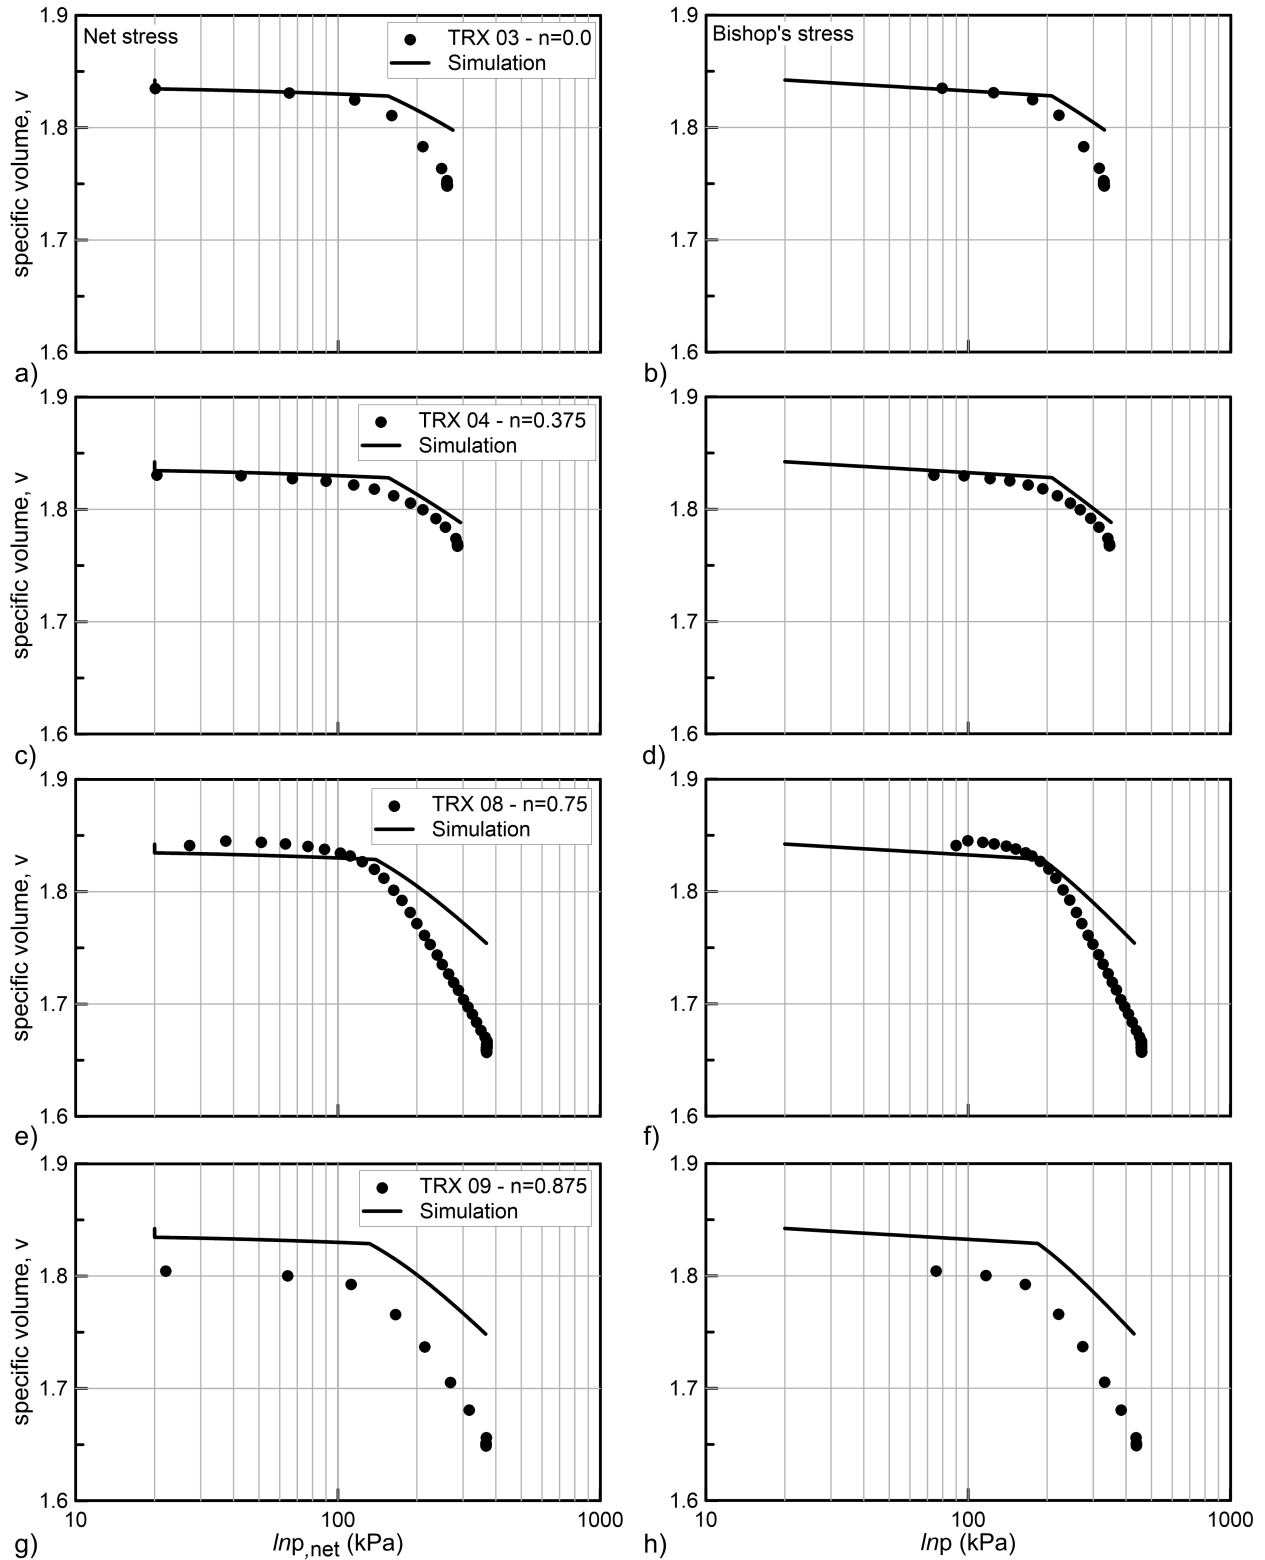 1.9
Net stress
TRX 03 - n=0.0
Simulation
1.8
1.7
1.6
specific volume, v
a)
1.9
Bishop's stress
1.8
1.7
1.6
b)
1.9
TRX 04 - n=0.375
Simulation
1.8
1.7
1.6
specific volume, v
c)
1.9
1.8
1.7
1.6
d)
1.9
TRX 08 - n=0.75
Simulation
1.8
1.7
1.6
specific volume, v
e)
1.9
1.8
1.7
1.6
f)
1.9
TRX 09 - n=0.875
Simulation
1.8
1.7
1.6
specific volume, v
10 100 1000
lnp,net (kPa)
g)
1.9
1.8
1.7
1.6
10 100 1000
lnp (kPa)
h)